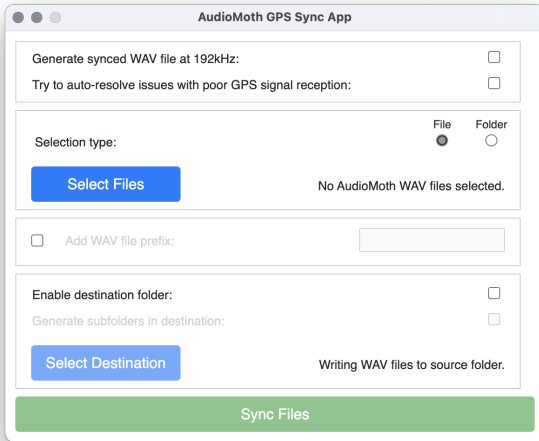 AudioMoth GPS Sync App
Generate synced WAV file at 192kHz:
Try to auto-resolve issues with poor GPS signal reception:
File Folder
Selection type:
Select Files No AudioMoth WAV files selected.
Add WAV file prefix:
Enable destination folder:
Generate subfolders in destination:
Select Destination Writing WAV files to source folder.
Sync Files